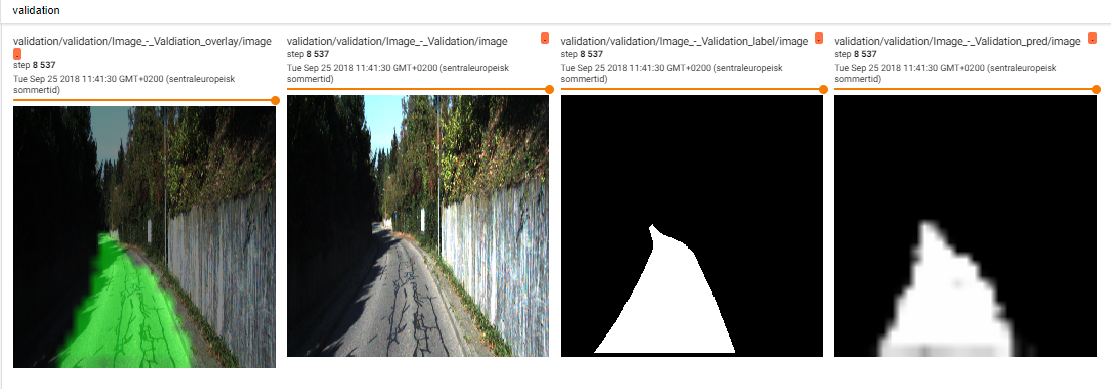 validation
validation/validation/Image_-_Valdiation_overlay/image
.
step 8 537
Tue Sep 25 2018 11:41:30 GMT+0200 (sentraleuropeisk
sommertid)
validation/validation/Image_-_Validation/image
.
step 8 537
Tue Sep 25 2018 11:41:30 GMT+0200 (sentraleuropeisk
sommertid)
validation/validation/Image_-_Validation_label/image
.
step 8 537
Tue Sep 25 2018 11:41:30 GMT+0200 (sentraleuropeisk
sommertid)
validation/validation/Image_-_Validation_pred/image
.
step 8 537
Tue Sep 25 2018 11:41:30 GMT+0200 (sentraleuropeisk
sommertid)